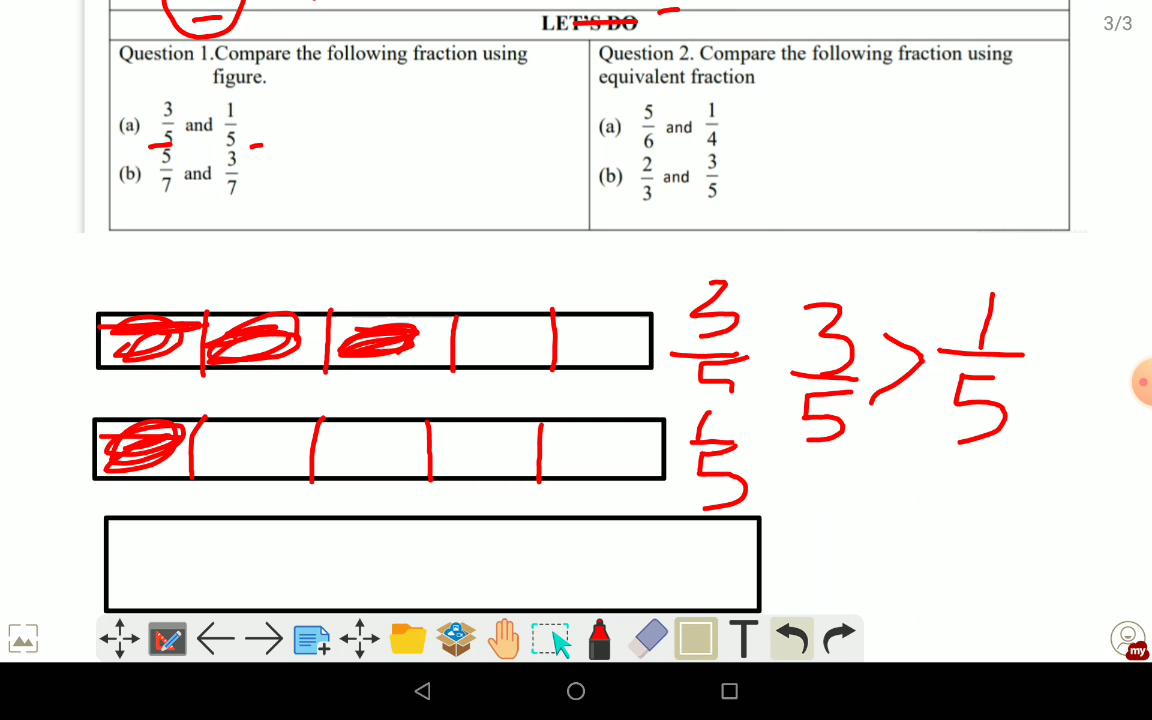 3/3
LET'S DO
Question 1.Compare the following fraction using
figure.
(a) 3/5 and 1/5
(b) 5/7 and 3/7
Question 2. Compare the following fraction using
equivalent fraction
(a) 5/6 and 1/4
(b) 2/3 and 3/5
3/5
3/5 > 1/5
1/5
T
my